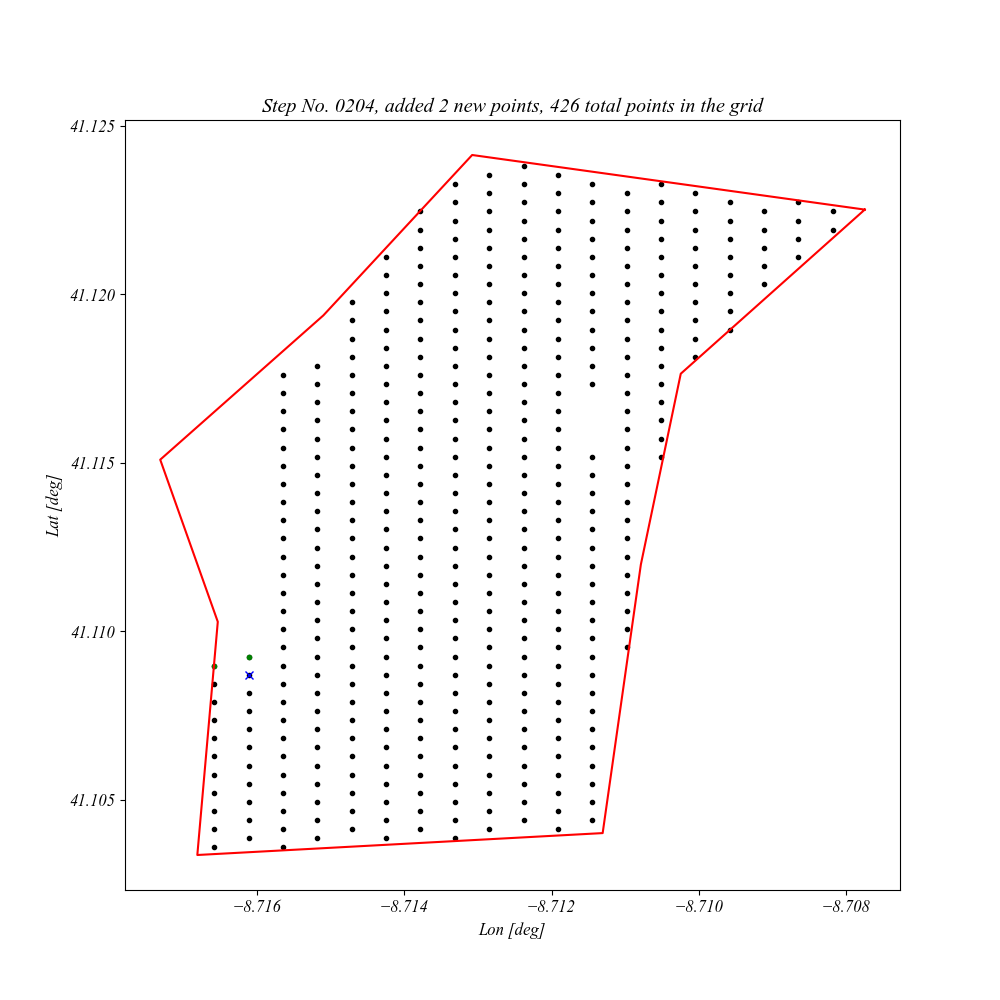 Step No. 0204, added 2 new points, 426 total points in the grid
41.125
41.120
41.115
41.110
41.105
Lat [deg]
−8.716 −8.714 −8.712 −8.710 −8.708
Lon [deg]